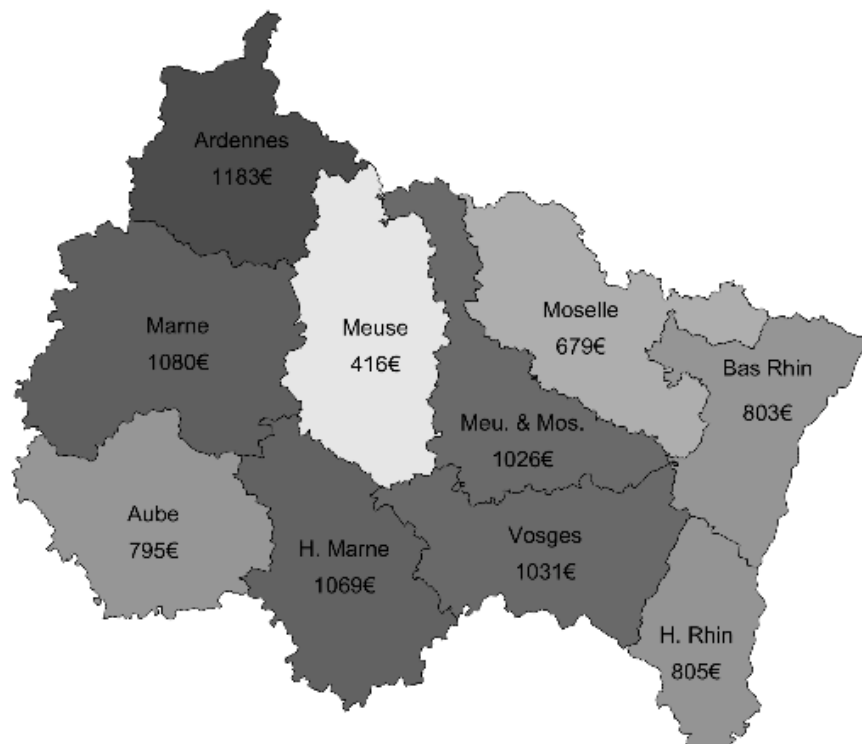 Ardennes
1183€
Marne
1080€
Meuse
416€
Moselle
679€
Bas Rhin
803€
Meu. & Mos.
1026€
Aube
795€
H. Marne
1069€
Vosges
1031€
H. Rhin
805€